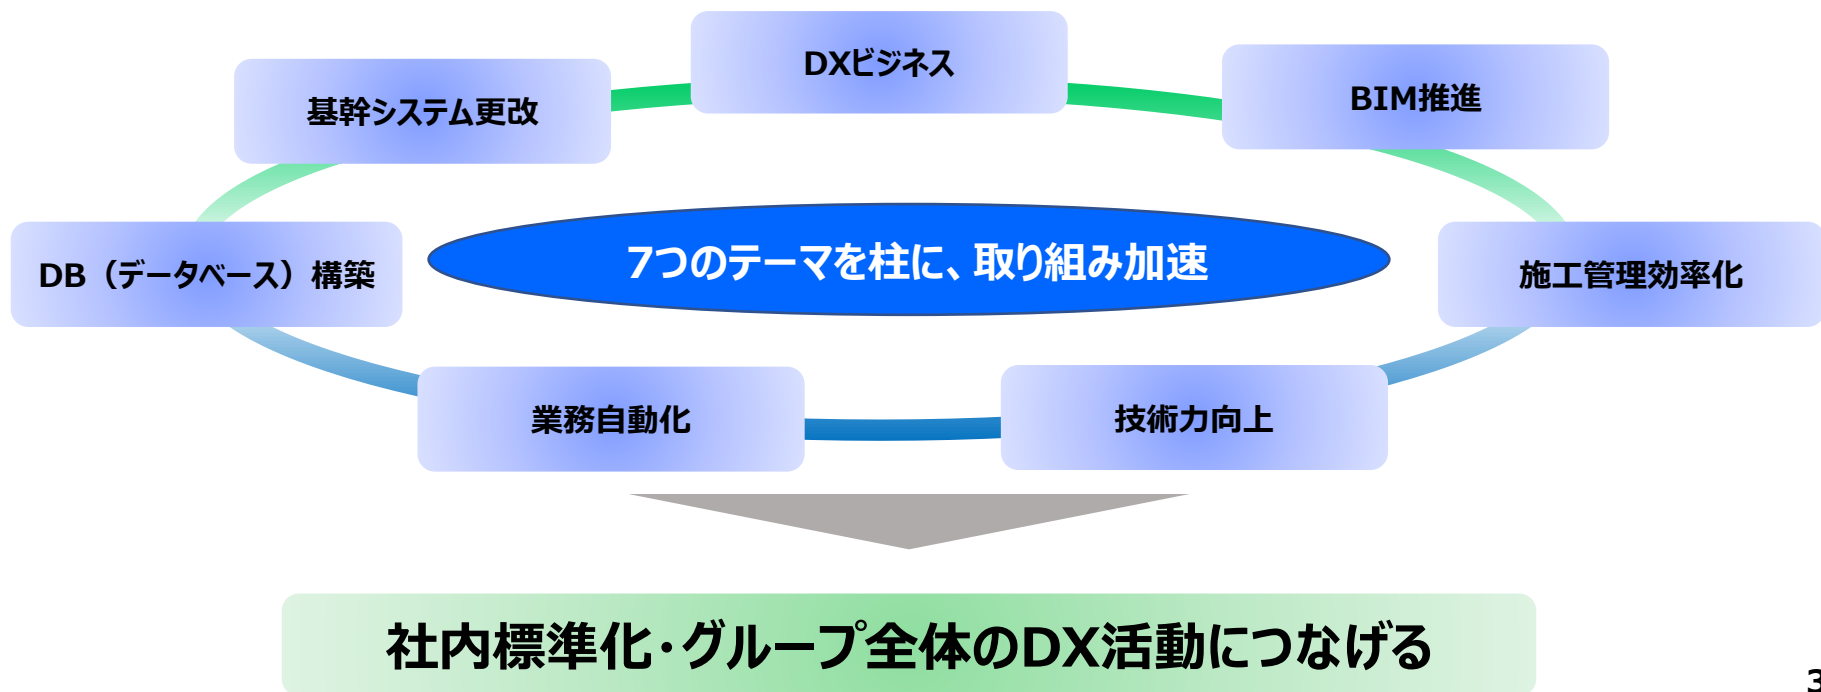 DXビジネス
基幹システム更改
BIM推進
DB（データベース）構築
7つのテーマを柱に、取り組み加速
施工管理効率化
業務自動化
技術力向上
社内標準化・グループ全体のDX活動につなげる
3